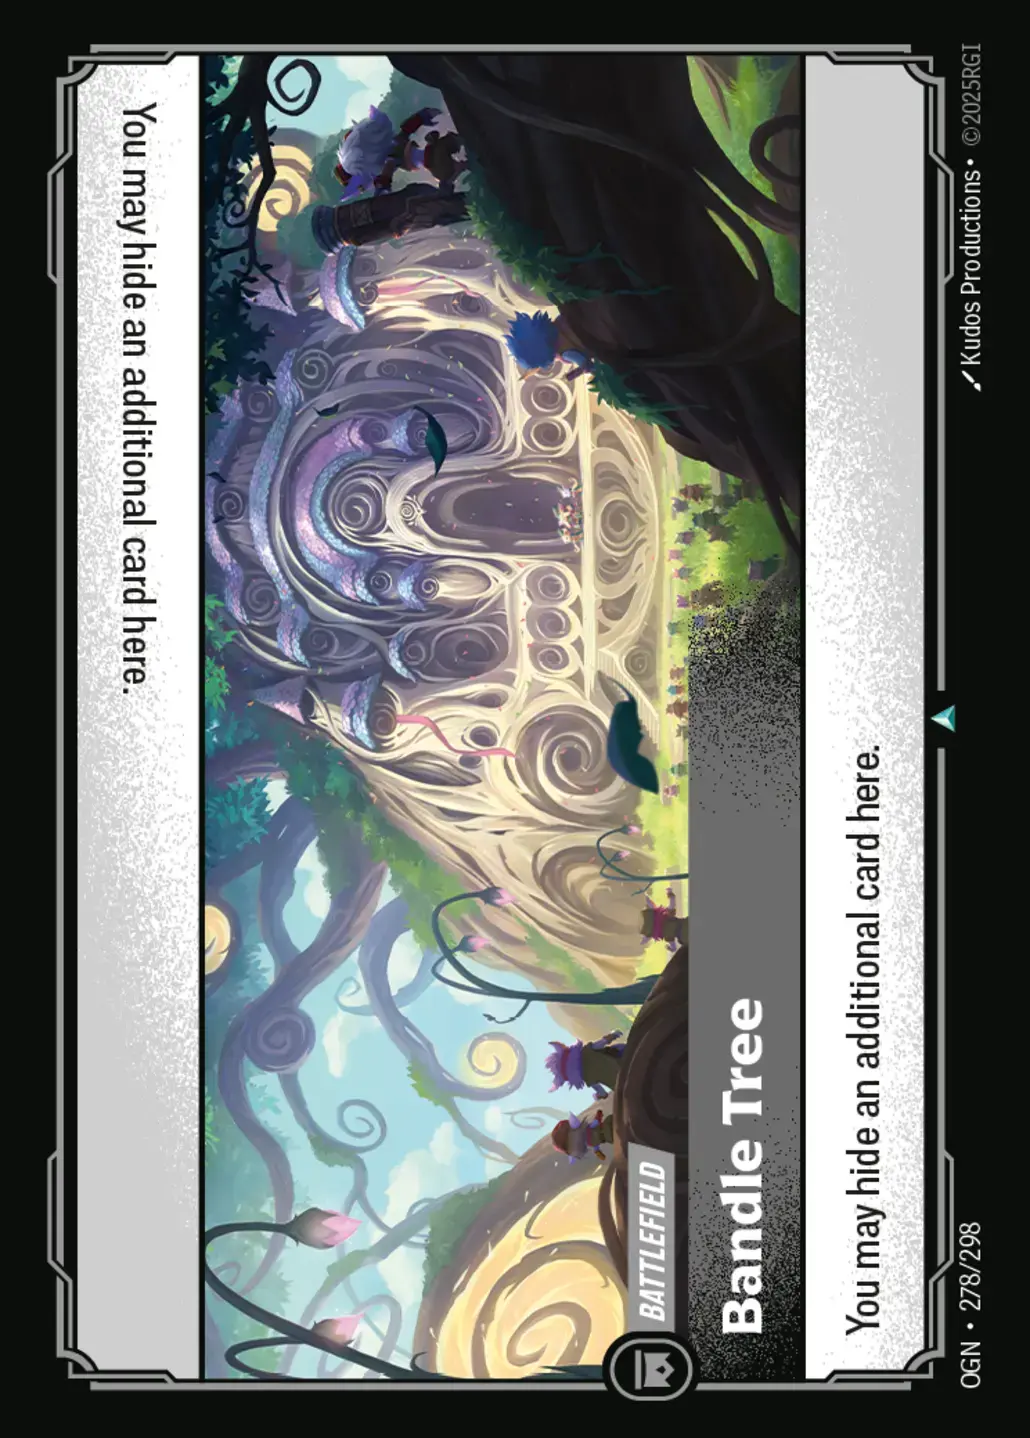 You may hide an additional card here.
BATTLEFIELD
Bandle Tree
You may hide an additional card here.
OGN • 278/298
Kudos Productions • ©2025RGI